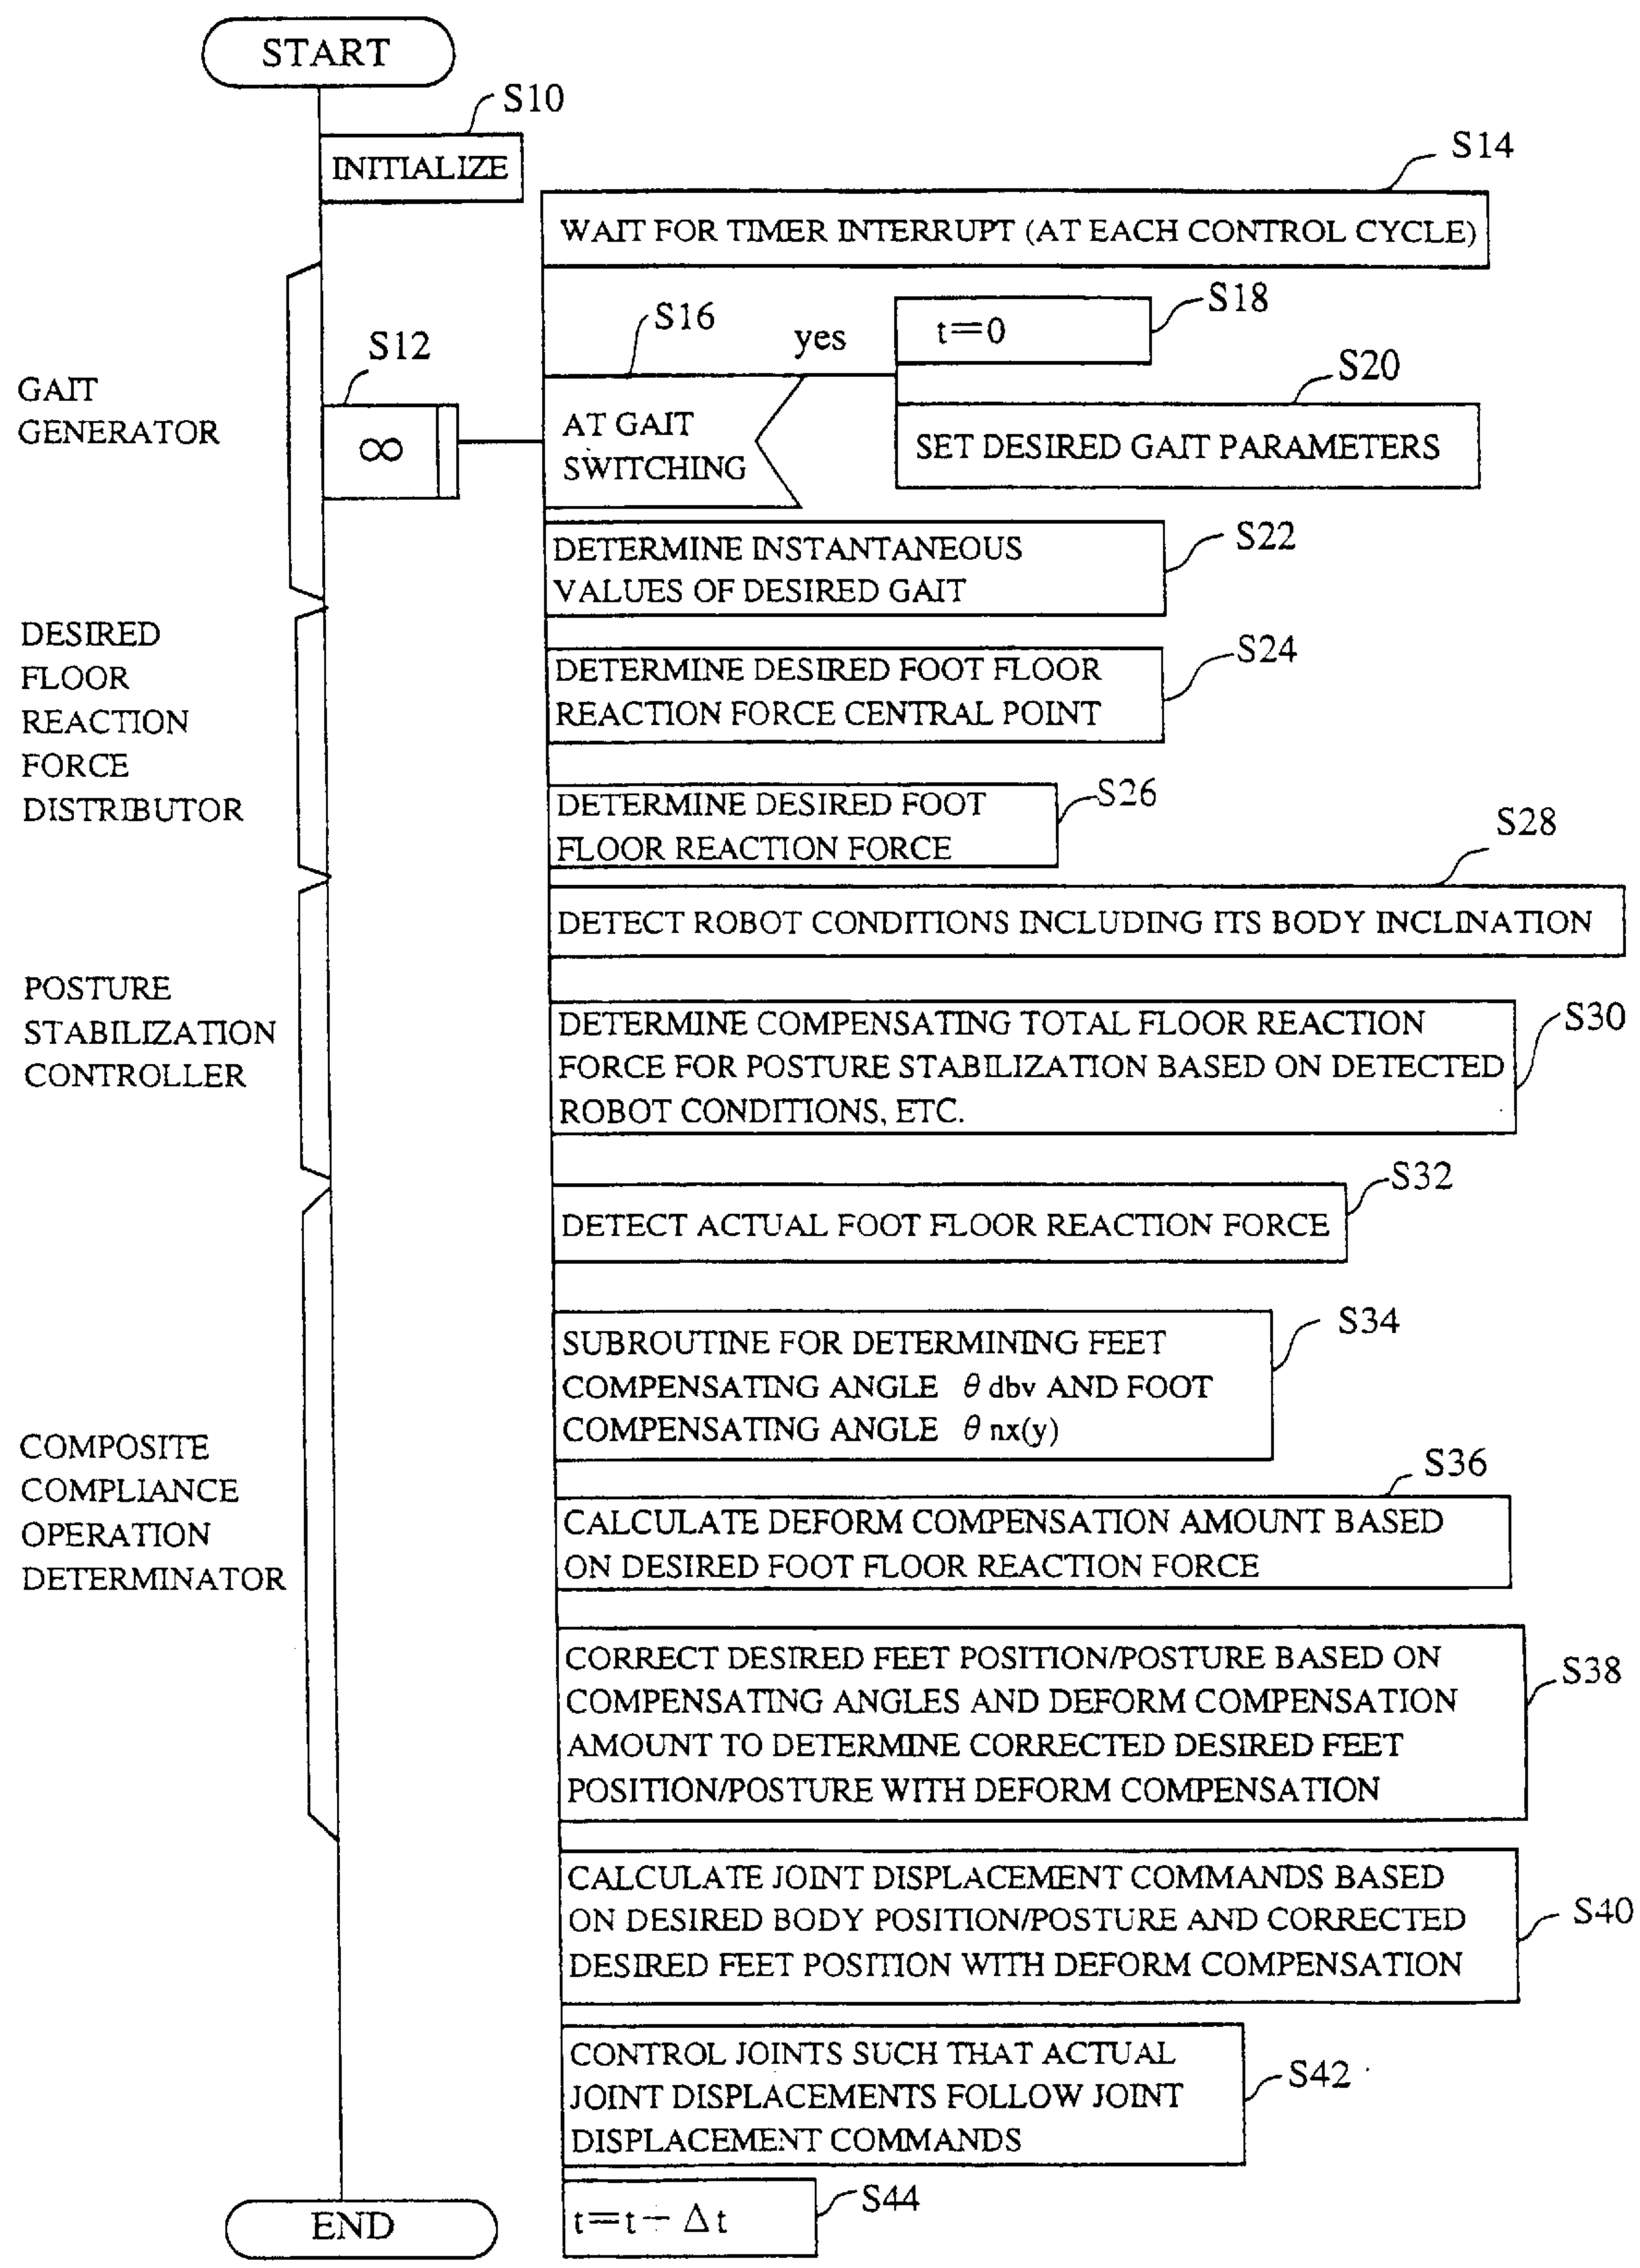 START
S10
INITIALIZE
S14
WAIT FOR TIMER INTERRUPT (AT EACH CONTROL CYCLE)
S12
∞
S16
AT GAIT
SWITCHING
yes
S18
t=0
S20
SET DESIRED GAIT PARAMETERS
GAIT
GENERATOR
S22
DETERMINE INSTANTANEOUS
VALUES OF DESIRED GAIT
DESIRED
FLOOR
REACTION
FORCE
DISTRIBUTOR
S24
DETERMINE DESIRED FOOT FLOOR
REACTION FORCE CENTRAL POINT
S26
DETERMINE DESIRED FOOT
FLOOR REACTION FORCE
S28
DETECT ROBOT CONDITIONS INCLUDING ITS BODY INCLINATION
POSTURE
STABILIZATION
CONTROLLER
S30
DETERMINE COMPENSATING TOTAL FLOOR REACTION
FORCE FOR POSTURE STABILIZATION BASED ON DETECTED
ROBOT CONDITIONS, ETC.
S32
DETECT ACTUAL FOOT FLOOR REACTION FORCE
S34
SUBROUTINE FOR DETERMINING FEET
COMPENSATING ANGLE θ dbv AND FOOT
COMPENSATING ANGLE θ nx(y)
COMPOSITE
COMPLIANCE
OPERATION
DETERMINATOR
S36
CALCULATE DEFORM COMPENSATION AMOUNT BASED
ON DESIRED FOOT FLOOR REACTION FORCE
S38
CORRECT DESIRED FEET POSITION/POSTURE BASED ON
COMPENSATING ANGLES AND DEFORM COMPENSATION
AMOUNT TO DETERMINE CORRECTED DESIRED FEET
POSITION/POSTURE WITH DEFORM COMPENSATION
S40
CALCULATE JOINT DISPLACEMENT COMMANDS BASED
ON DESIRED BODY POSITION/POSTURE AND CORRECTED
DESIRED FEET POSITION WITH DEFORM COMPENSATION
S42
CONTROL JOINTS SUCH THAT ACTUAL
JOINT DISPLACEMENTS FOLLOW JOINT
DISPLACEMENT COMMANDS
S44
t=t− Δt
END